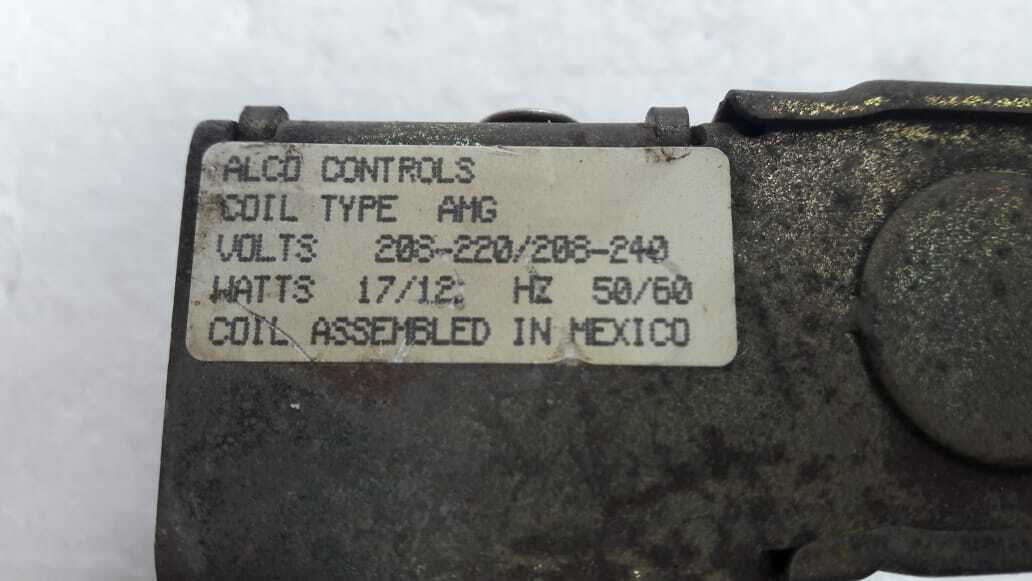 ALCO CONTROLS
COIL TYPE AMG
VOLTS 208-220/208-240
WATTS 17/12; HZ 50/60
COIL ASSEMBLED IN MEXICO